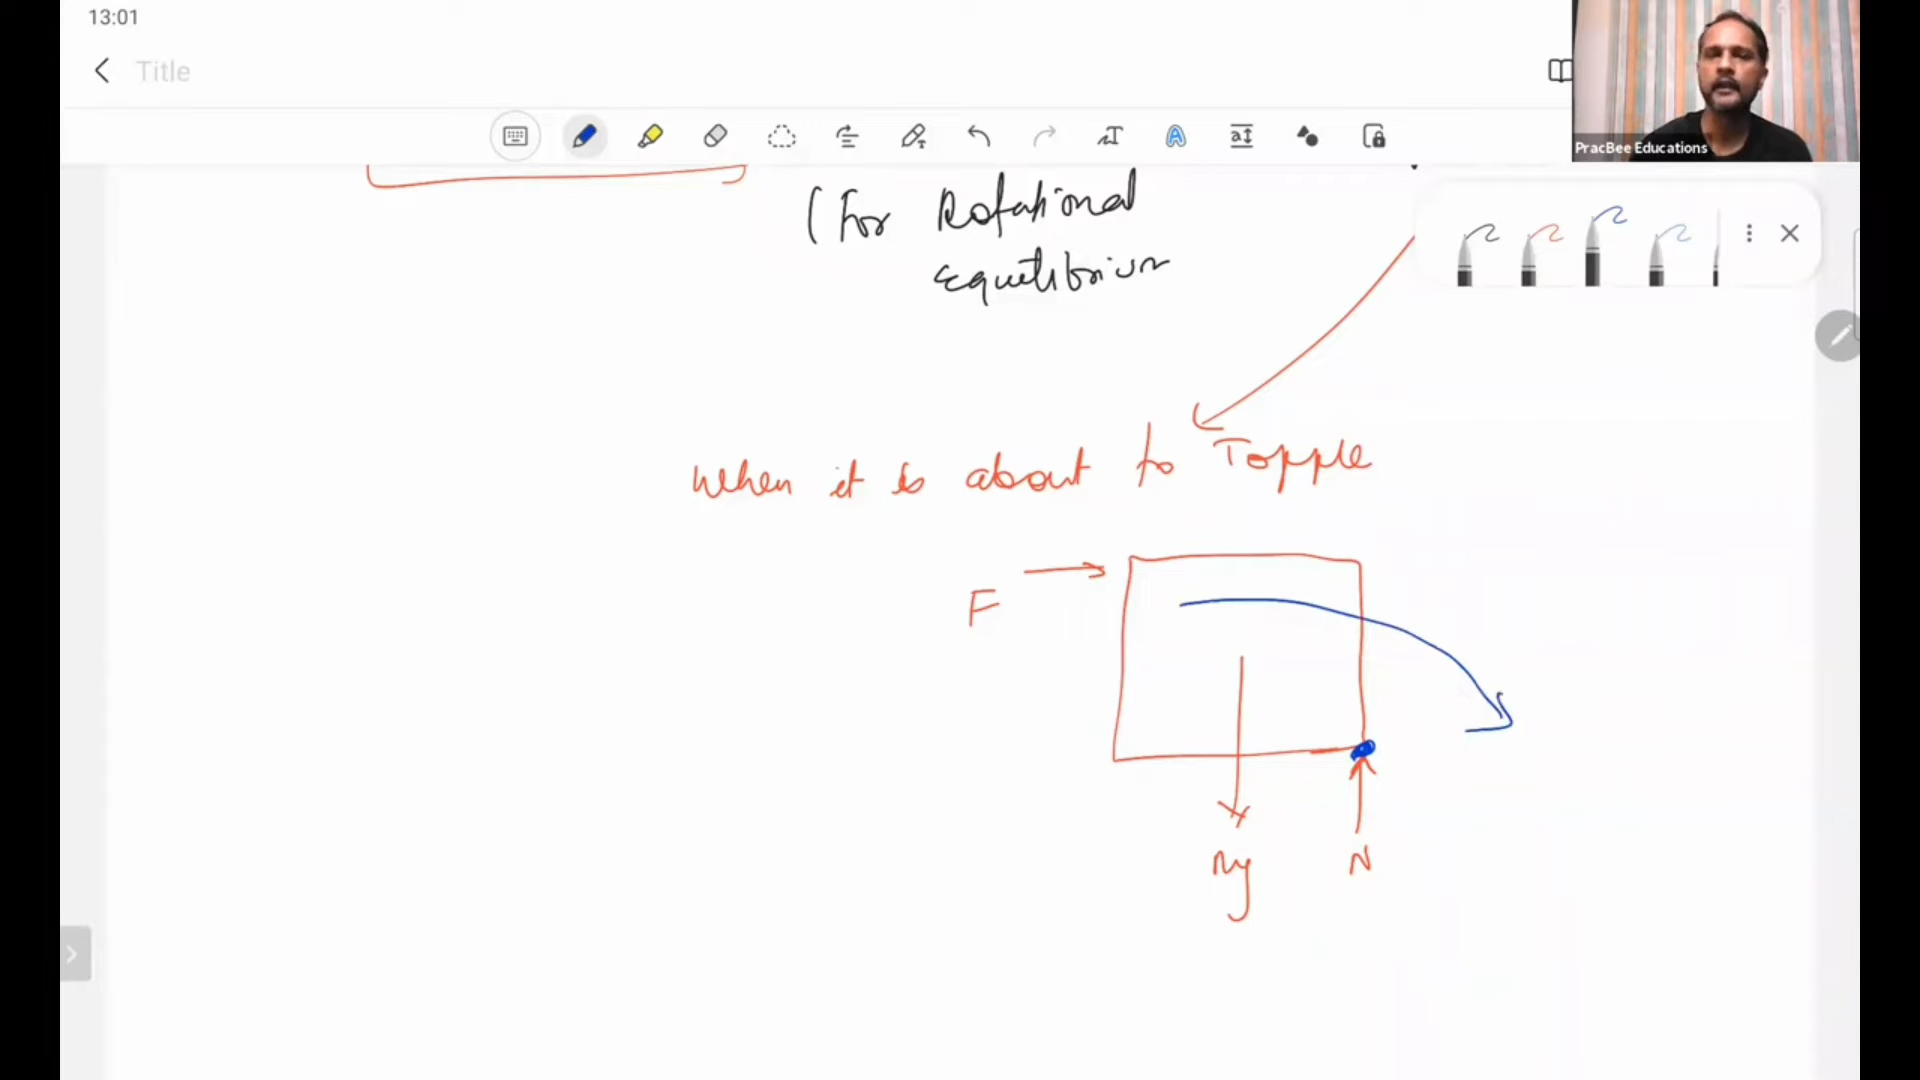 13:01
Title
PracBee Educations
(For Rotational
Equilibrium
When it is about to Topple
F
Mg
N